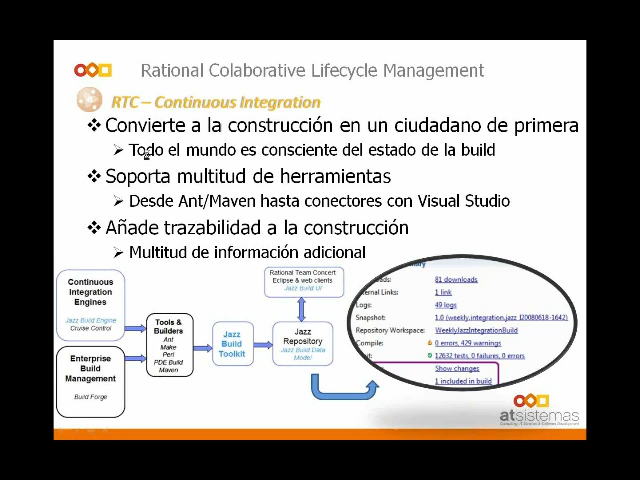 Rational Colaborative Lifecycle Management
RTC – Continuous Integration
❖ Convierte a la construcción en un ciudadano de primera
➢ Todo el mundo es consciente del estado de la build
❖ Soporta multitud de herramientas
➢ Desde Ant/Maven hasta conectores con Visual Studio
❖ Añade trazabilidad a la construcción
➢ Multitud de información adicional
Continuous
Integration
Engines
Jazz Build Engine
Cruise Control
Enterprise
Build
Management
Build Forge
Tools &
Builders
Ant
Make
Perl
PDE Build
Maven
Jazz
Build
Toolkit
Rational Team Concert
Eclipse & web clients
Jazz Build UI
Jazz
Repository
Jazz Build Data
Model
81 downloads
1 link
Logs: 49 logs
Snapshot: 1.0 (weekly.integration.jazz [20080618-1642)
Repository Workspace: WeeklyJazzIntegrationBuild
Compile: 0 errors, 429 warnings
12632 tests, 0 failures, 0 errors
Show changes
1 included in build
atsistemas